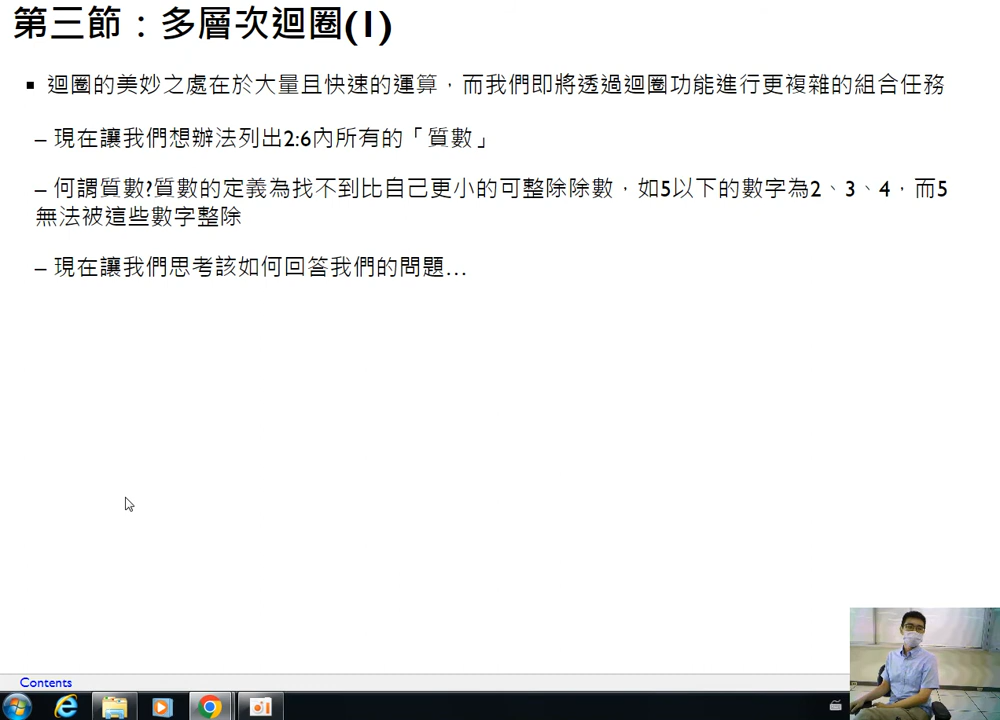 第三節：多層次迴圈(1)
▪ 迴圈的美妙之處在於大量且快速的運算，而我們即將透過迴圈功能進行更複雜的組合任務
– 現在讓我們想辦法列出2:6內所有的「質數」
– 何謂質數?質數的定義為找不到比自己更小的可整除除數，如5以下的數字為2、3、4，而5
無法被這些數字整除
– 現在讓我們思考該如何回答我們的問題…
Contents